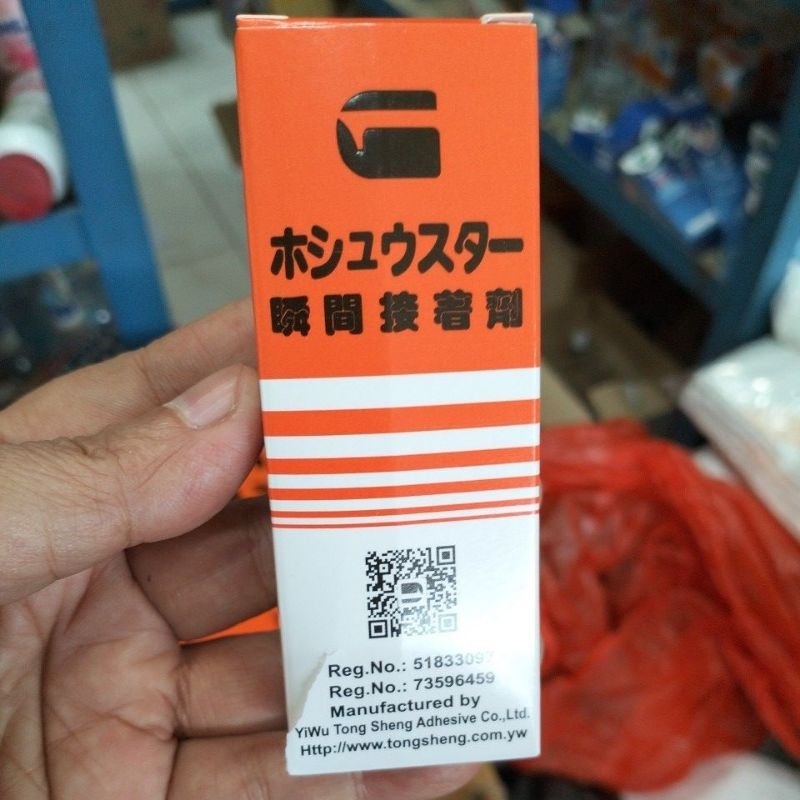 ホシュウスター
瞬間接着剤
Reg.No.: 5183309
Reg.No.: 73596459
Manufactured by
YiWu Tong Sheng Adhesive Co.,Ltd.
Http://www.tongsheng.com.yw